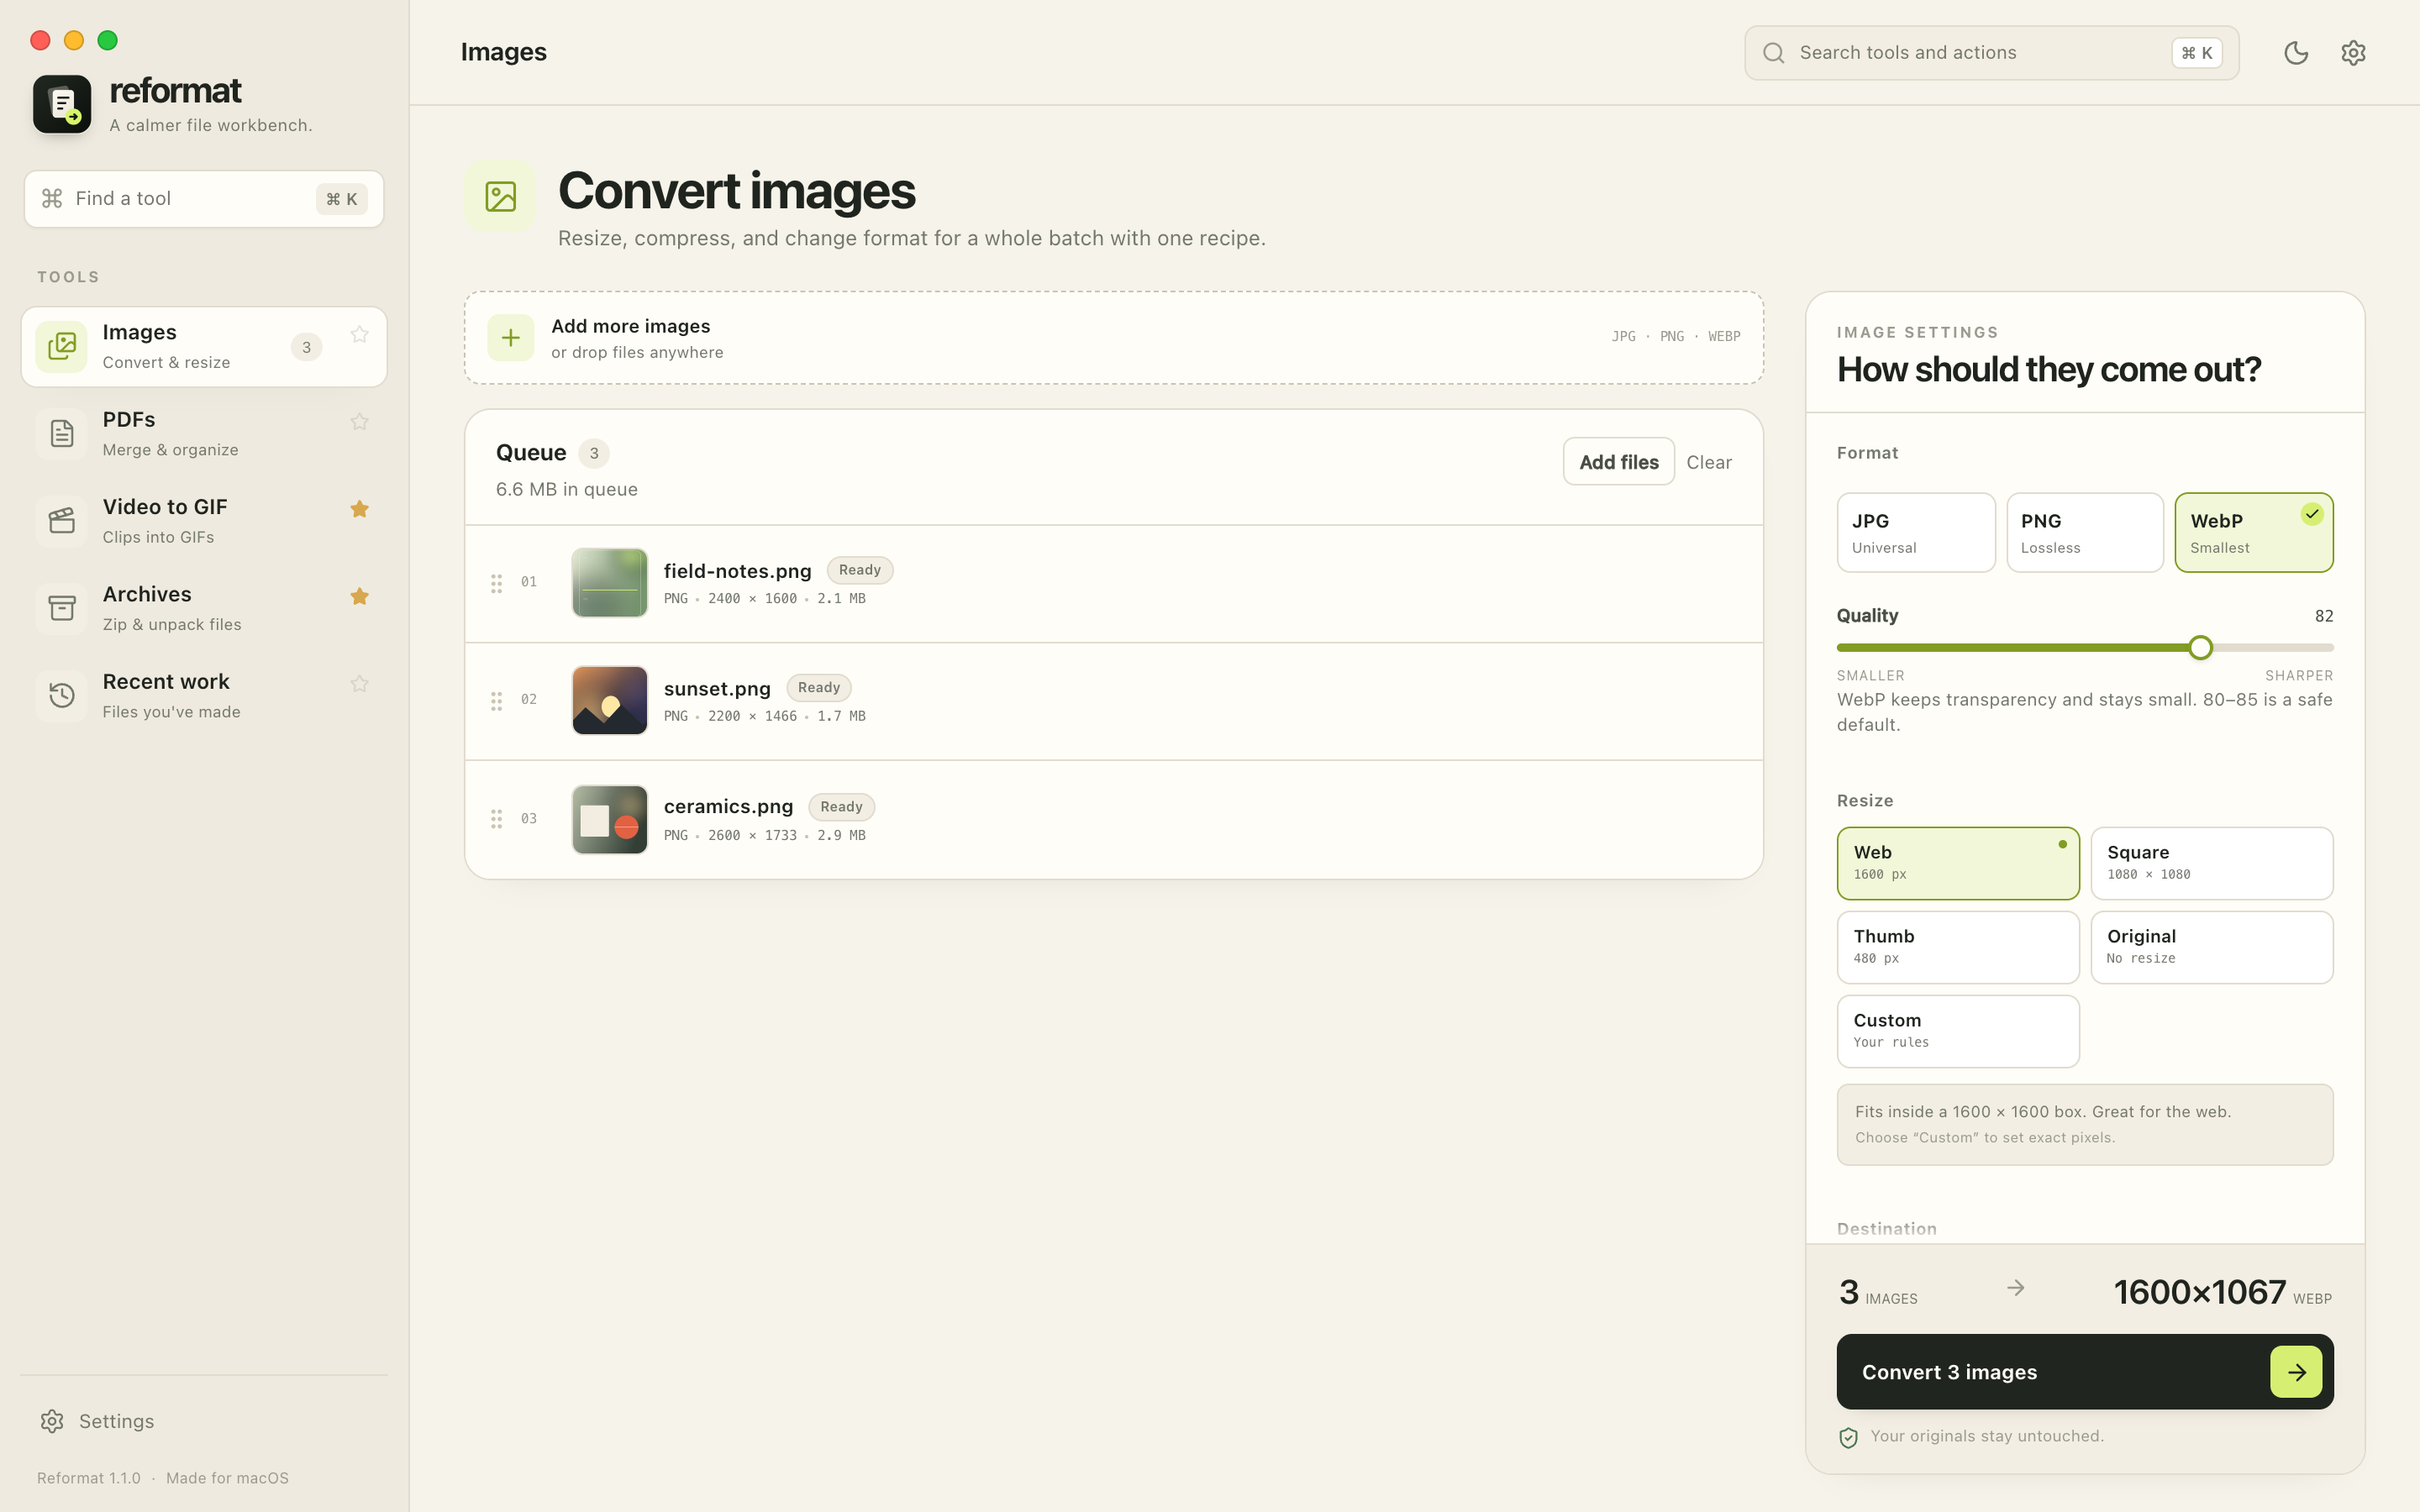 reformat
A calmer file workbench.
Find a tool
⌘ K
TOOLS
Images
Convert & resize
3
PDFs
Merge & organize
Video to GIF
Clips into GIFs
Archives
Zip & unpack files
Recent work
Files you've made
Settings
Reformat 1.1.0 · Made for macOS
Images
Search tools and actions
⌘ K
Convert images
Resize, compress, and change format for a whole batch with one recipe.
Add more images
or drop files anywhere
JPG · PNG · WEBP
Queue 3
6.6 MB in queue
Add files
Clear
01
field-notes.png Ready
PNG • 2400 × 1600 • 2.1 MB
02
sunset.png Ready
PNG • 2200 × 1466 • 1.7 MB
03
ceramics.png Ready
PNG • 2600 × 1733 • 2.9 MB
IMAGE SETTINGS
How should they come out?
Format
JPG
Universal
PNG
Lossless
WebP
Smallest
Quality 82
SMALLER SHARPER
WebP keeps transparency and stays small. 80–85 is a safe
default.
Resize
Web
1600 px
Square
1080 × 1080
Thumb
480 px
Original
No resize
Custom
Your rules
Fits inside a 1600 × 1600 box. Great for the web.
Choose “Custom” to set exact pixels.
Destination
3 IMAGES → 1600×1067 WEBP
Convert 3 images
Your originals stay untouched.